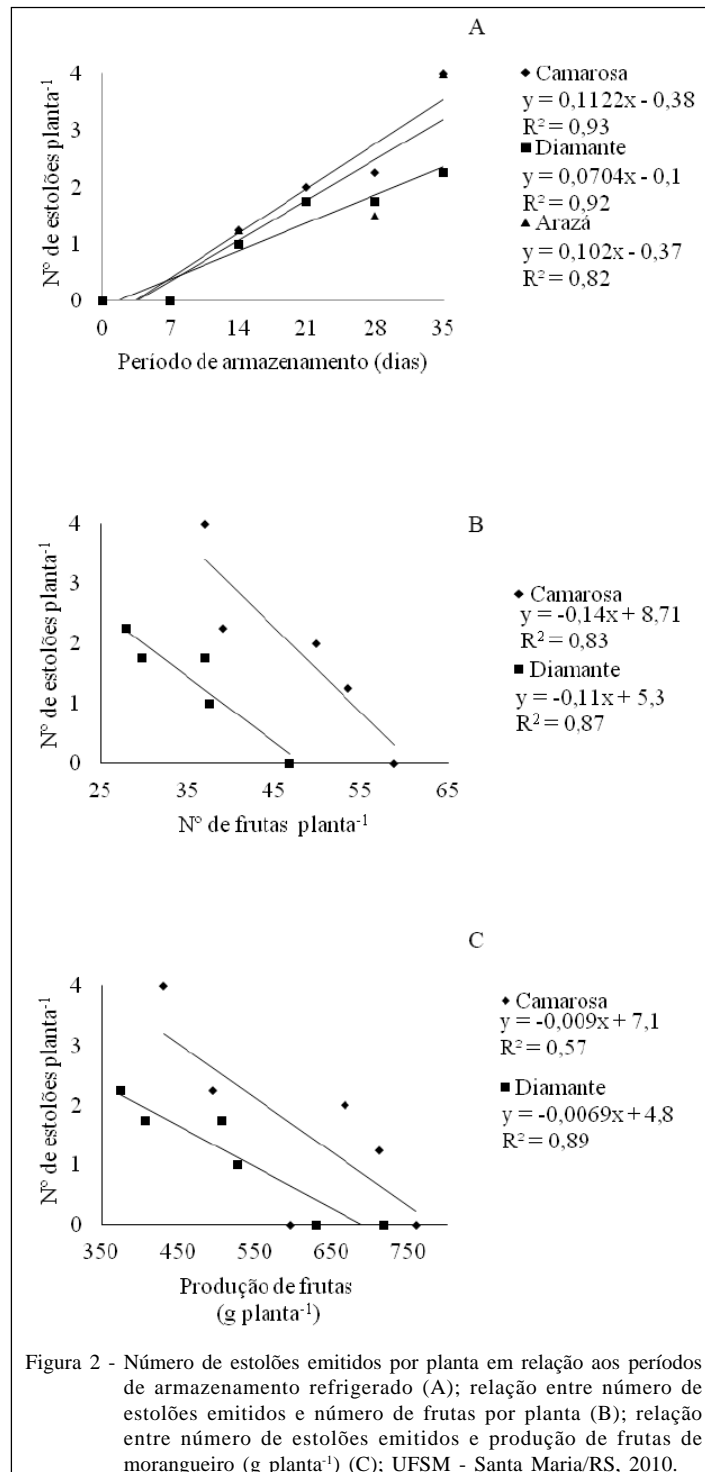 A
Nº de estolões planta-1
4
3
2
1
0
0 7 14 21 28 35
Período de armazenamento (dias)
Camarosa
y = 0,1122x - 0,38
R² = 0,93
Diamante
y = 0,0704x - 0,1
R² = 0,92
Arazá
y = 0,102x - 0,37
R² = 0,82
B
Nº de estolões planta-1
4
3
2
1
0
25 35 45 55 65
Nº de frutas planta-1
Camarosa
y = -0,14x + 8,71
R² = 0,83
Diamante
y = -0,11x + 5,3
R² = 0,87
C
Nº de estolões planta-1
4
3
2
1
0
350 450 550 650 750
Produção de frutas
(g planta-1)
Camarosa
y = -0,009x + 7,1
R² = 0,57
Diamante
y = -0,0069x + 4,8
R² = 0,89
Figura 2 - Número de estolões emitidos por planta em relação aos períodos
de armazenamento refrigerado (A); relação entre número de
estolões emitidos e número de frutas por planta (B); relação
entre número de estolões emitidos e produção de frutas de
morangueiro (g planta-1) (C); UFSM - Santa Maria/RS, 2010.